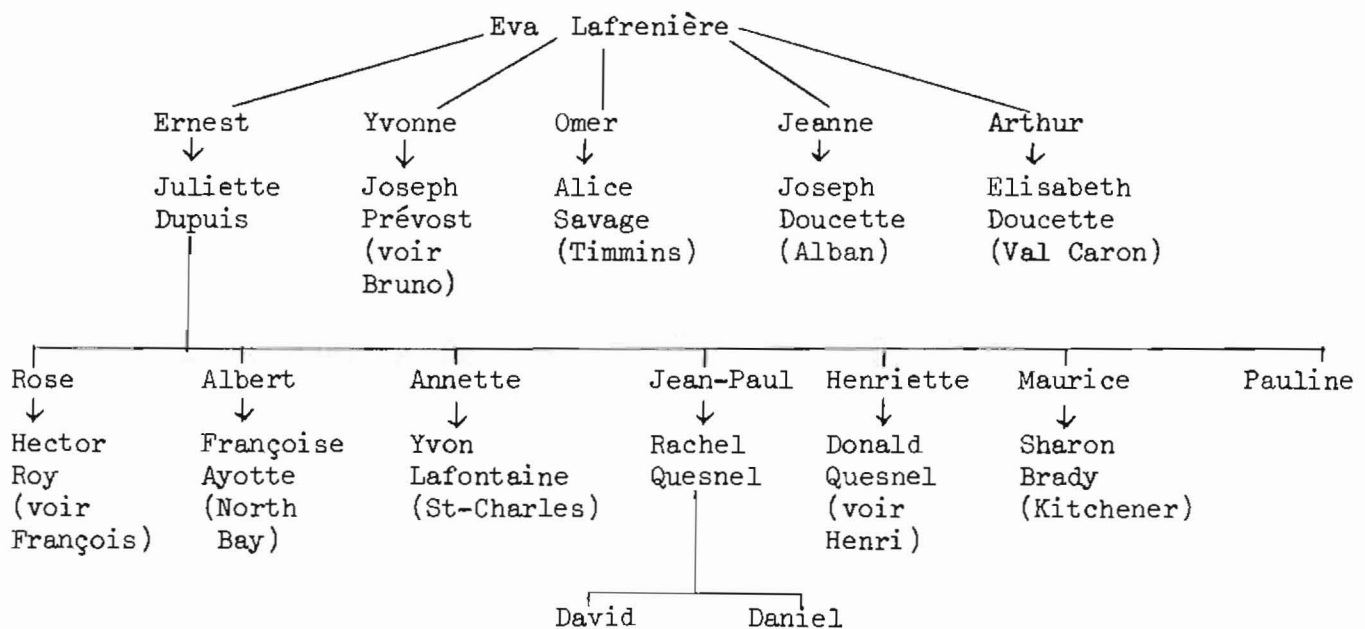 Eva Lafrenière
Ernest Yvonne Omer Jeanne Arthur
Juliette Joseph Alice Joseph Elisabeth
Dupuis Prévost Savage Doucette Doucette
(voir (Timmins) (Alban) (Val Caron)
Bruno)
Rose Albert Annette Jean-Paul Henriette Maurice Pauline
Hector Françoise Yvon Rachel Donald Sharon
Roy Ayotte Lafontaine Quesnel Quesnel Brady
(voir (North (St-Charles) (voir (Kitchener)
François) Bay) Henri)
David Daniel